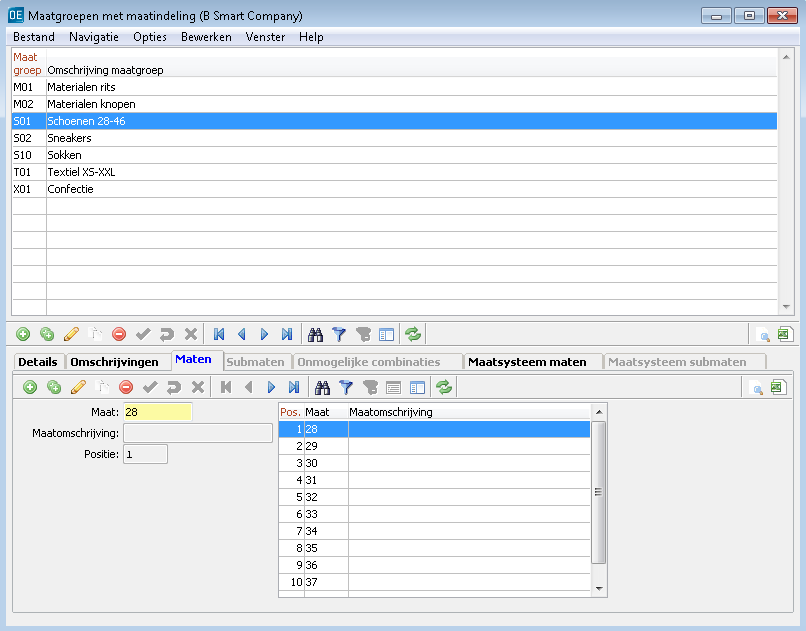 OE Maatgroepen met maatindeling (B Smart Company)
Bestand Navigatie Opties Bewerken Venster Help
Maat
groep Omschrijving maatgroep
M01 Materialen rits
M02 Materialen knopen
S01 Schoenen 28-46
S02 Sneakers
S10 Sokken
T01 Textiel XS-XXL
X01 Confectie
Details Omschrijvingen Maten Submaten Onmogelijke combinaties Maatsysteem maten Maatsysteem submaten
Maat: 28
Maatomschrijving:
Positie: 1
Pos. Maat Maatomschrijving
1 28
2 29
3 30
4 31
5 32
6 33
7 34
8 35
9 36
10 37